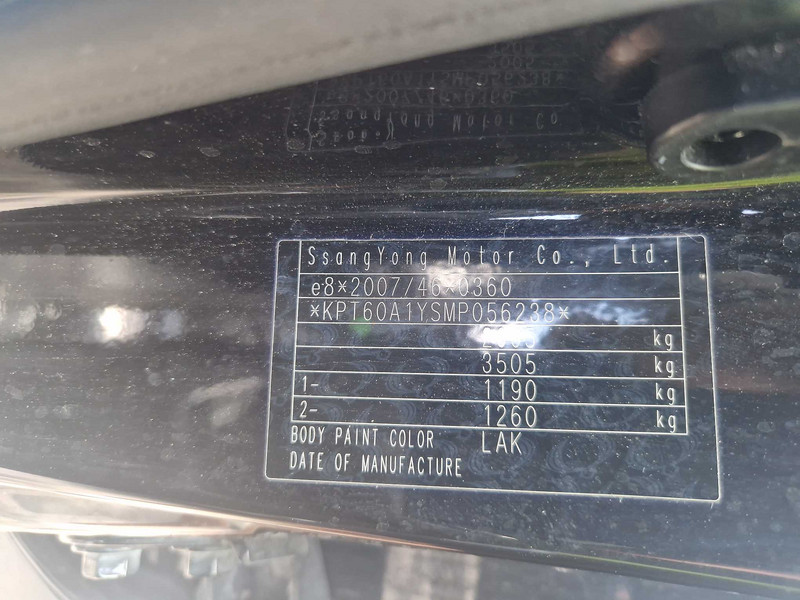 SsangYong Motor Co., Ltd.
e8*2007/46*0360
*KPT60A1YSMP056238*
kg
3505 kg
1- 1190 kg
2- 1260 kg
BODY PAINT COLOR LAK
DATE OF MANUFACTURE